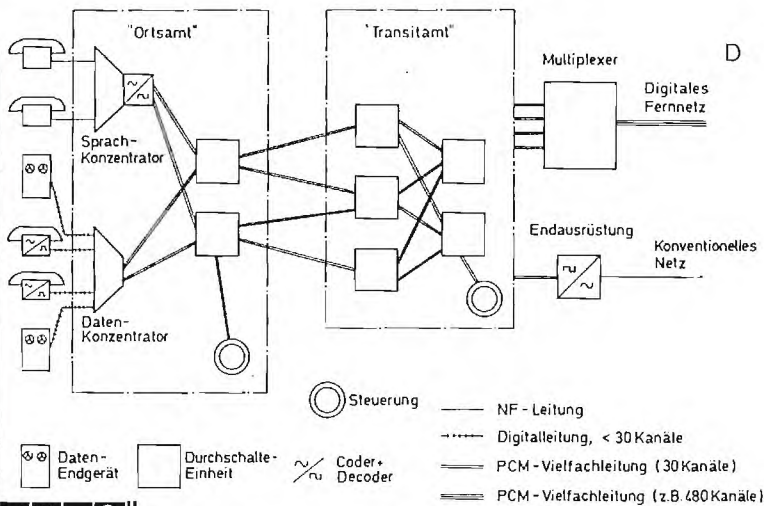 "Ortsamt"
"Transitamt"
Multiplexer
D
Digitales
Fernnetz
Sprach-
Konzentrator
Endausrüstung
Konventionelles
Netz
Daten-
Konzentrator
Steuerung
NF-Leitung
Digitalleitung, < 30 Kanäle
PCM-Vielfachleitung (30 Kanäle)
PCM-Vielfachleitung (z.B. 480 Kanäle)
Daten-
Endgerät
Durchschalte-
Einheit
Coder+
Decoder